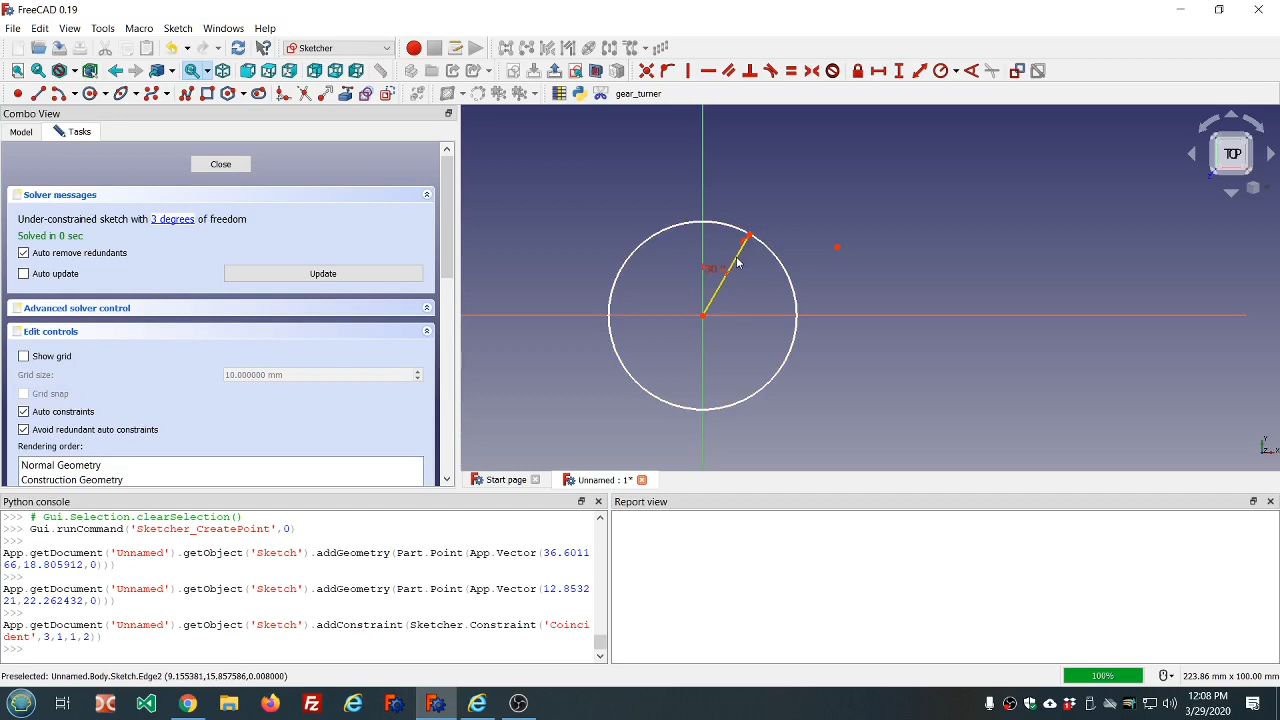 FreeCAD 0.19
File Edit View Tools Macro Sketch Windows Help
Sketcher
gear_turner
Combo View
Model Tasks
Close
Solver messages
Under-constrained sketch with 3 degrees of freedom
Solved in 0 sec
Auto remove redundants
Auto update Update
Advanced solver control
Edit controls
Show grid
Grid size: 10.000000 mm
Grid snap
Auto constraints
Avoid redundant auto constraints
Rendering order:
Normal Geometry
Construction Geometry
TOP
Start page Unnamed : 1*
Python console
>>> # Gui.Selection.clearSelection()
>>> Gui.runCommand('Sketcher_CreatePoint',0)
>>>
App.getDocument('Unnamed').getObject('Sketch').addGeometry(Part.Point(App.Vector(36.6011
66,18.805912,0)))
>>>
App.getDocument('Unnamed').getObject('Sketch').addGeometry(Part.Point(App.Vector(12.8532
21,22.262432,0)))
>>>
App.getDocument('Unnamed').getObject('Sketch').addConstraint(Sketcher.Constraint('Coinci
dent',3,1,1,2))
>>>
Report view
Preselected: Unnamed.Body.Sketch.Edge2 (9.155381,15.857586,0.008000)
100%
223.86 mm x 100.00 mm
12:08 PM
3/29/2020